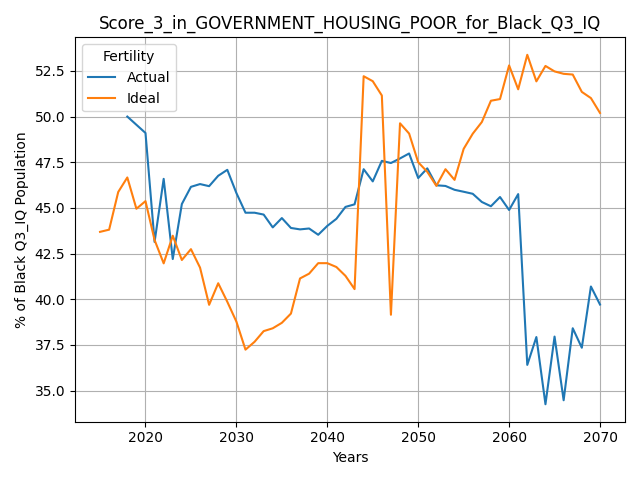 Score_3_in_GOVERNMENT_HOUSING_POOR_for_Black_Q3_IQ
Fertility
Actual
Ideal
% of Black Q3_IQ Population
52.5
50.0
47.5
45.0
42.5
40.0
37.5
35.0
2020 2030 2040 2050 2060 2070
Years